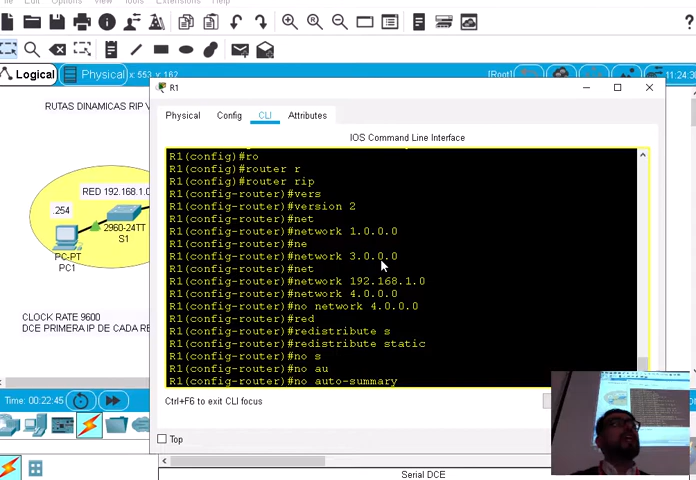 Logical
Physical
x: 553, y: 162
[Root]
11:24:3
RUTAS DINAMICAS RIP V
RED 192.168.1.0
.254
2960-24TT
S1
PC-PT
PC1
CLOCK RATE 9600
DCE PRIMERA IP DE CADA RE
Time: 00:22:45
R1
Physical
Config
CLI
Attributes
IOS Command Line Interface
R1(config)#ro
R1(config)#router r
R1(config)#router rip
R1(config-router)#vers
R1(config-router)#version 2
R1(config-router)#net
R1(config-router)#network 1.0.0.0
R1(config-router)#ne
R1(config-router)#network 3.0.0.0
R1(config-router)#net
R1(config-router)#network 192.168.1.0
R1(config-router)#network 4.0.0.0
R1(config-router)#no network 4.0.0.0
R1(config-router)#red
R1(config-router)#redistribute s
R1(config-router)#redistribute static
R1(config-router)#no s
R1(config-router)#no au
R1(config-router)#no auto-summary
Ctrl+F6 to exit CLI focus
Top
Serial DCE